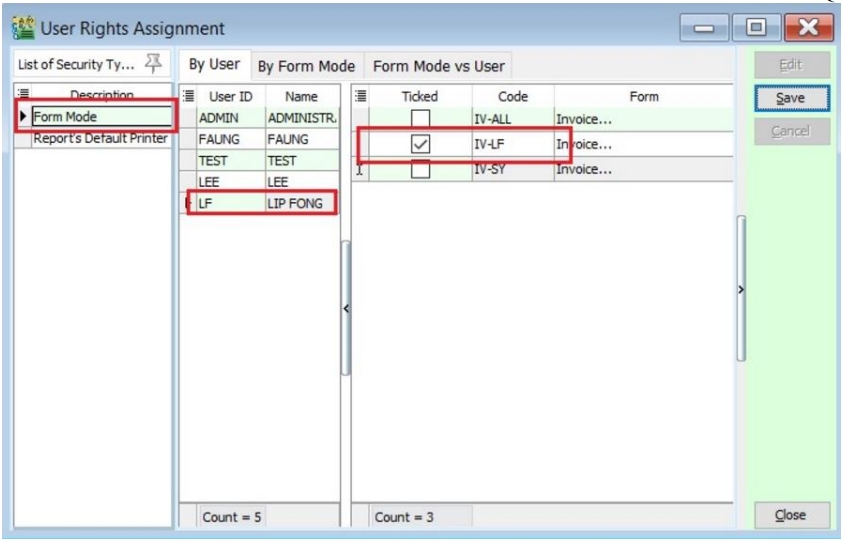 User Rights Assignment
List of Security Ty...
By User By Form Mode Form Mode vs User
Edit
Description User ID Name Ticked Code Form
Save
Form Mode ADMIN ADMINISTR. IV-ALL Invoice...
Cancel
Report's Default Printer FAUNG FAUNG IV-LF Invoice...
TEST TEST IV-SY Invoice...
LEE LEE
LF LIP FONG
Count = 5 Count = 3
Close